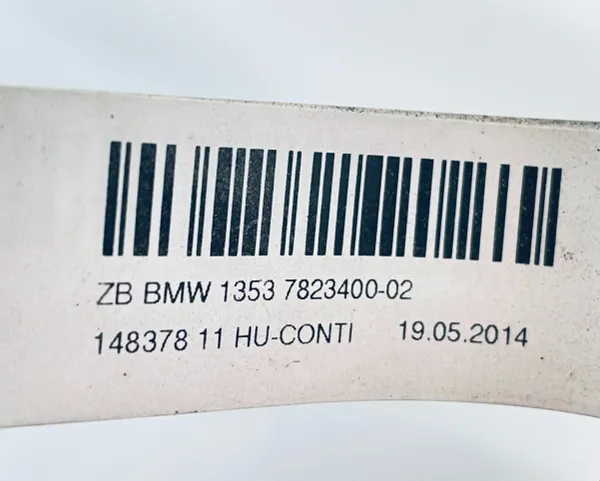 ZB BMW 1353 7823400-02
148378 11 HU-CONTI 19.05.2014